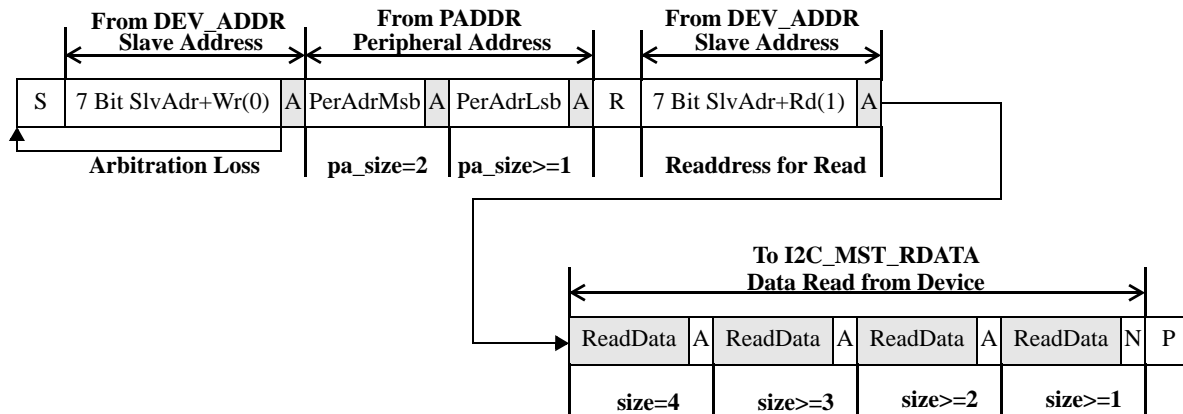 From DEV_ADDR From PADDR From DEV_ADDR
Slave Address Peripheral Address Slave Address
S 7 Bit SlvAdr+Wr(0) A PerAdrMsb A PerAdrLsb A R 7 Bit SlvAdr+Rd(1) A
Arbitration Loss pa_size=2 pa_size>=1 Readdress for Read
To I2C_MST_RDATA
Data Read from Device
ReadData A ReadData A ReadData A ReadData N P
size=4 size>=3 size>=2 size>=1